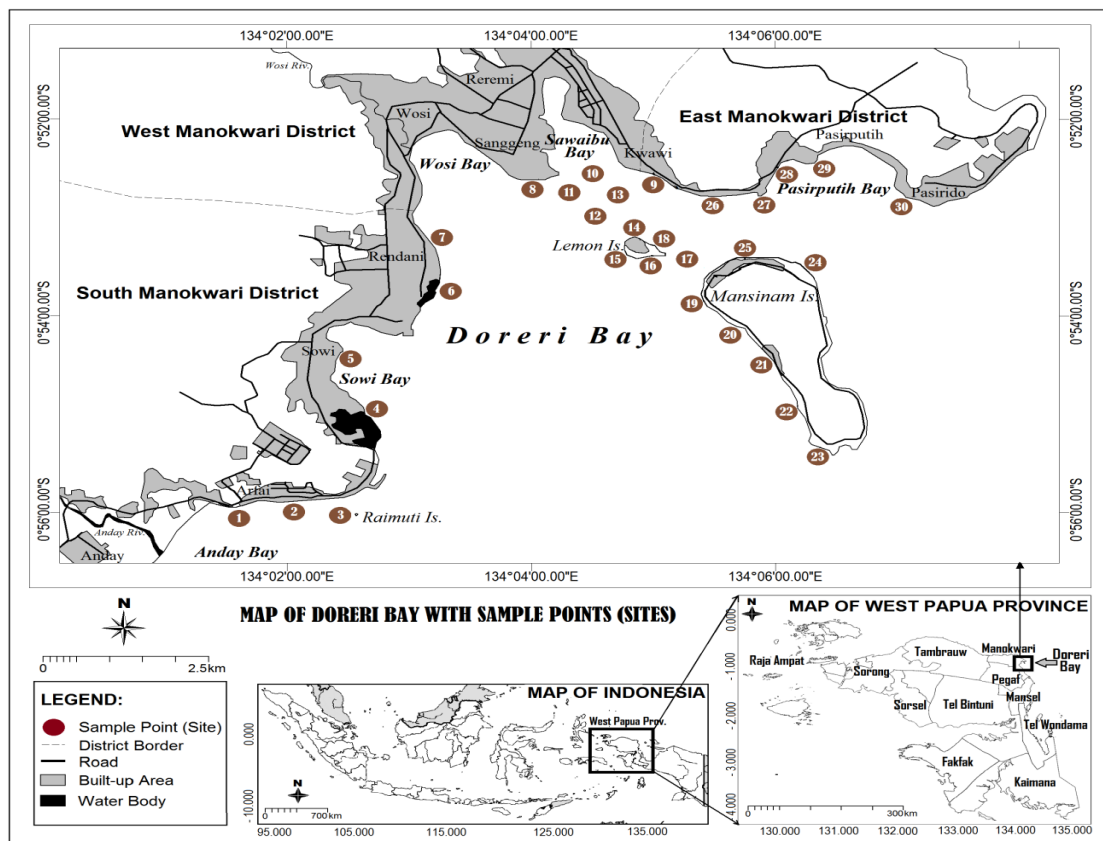 134°02'00.00"E
134°04'00.00"E
134°06'00.00"E
Wosi Riv.
Reremi
0°52'00.00"S
0°52'00.00"S
Wosi
West Manokwari District
East Manokwari District
Pasirputih
Sanggeng
Sawaibu
Bay
Kwawi
Wosi Bay
10
29
28
8
11
13
9
Pasirputih Bay
Pasirido
26
27
30
12
14
18
7
Lemon Is.
25
Rendani
15
16
17
24
South Manokwari District
6
Mansinam Is.
19
0°54'00.00"S
0°54'00.00"S
Doreri Bay
20
Sowi
5
21
Sowi Bay
4
22
23
Arfai
0°56'00.00"S
0°56'00.00"S
1
2
3
Raimuti Is.
Anday Riv.
Anday
Anday Bay
134°02'00.00"E
134°04'00.00"E
134°06'00.00"E
N
MAP OF DORERI BAY WITH SAMPLE POINTS (SITES)
0
2.5km
LEGEND:
Sample Point (Site)
District Border
Road
Built-up Area
Water Body
MAP OF INDONESIA
West Papua Prov.
0.000
-10.000
N
0
700km
95.000
105.000
115.000
125.000
135.000
N
MAP OF WEST PAPUA PROVINCE
0.000
-1.000
-2.000
-3.000
-4.000
Tambrauw
Manokwari
Doreri
Bay
Raja Ampat
Sorong
Pegaf
Mansel
Sorsel
Tel Bintuni
Tel Wondama
Fakfak
Kaimana
0
300km
130.000
131.000
132.000
133.000
134.000
135.000